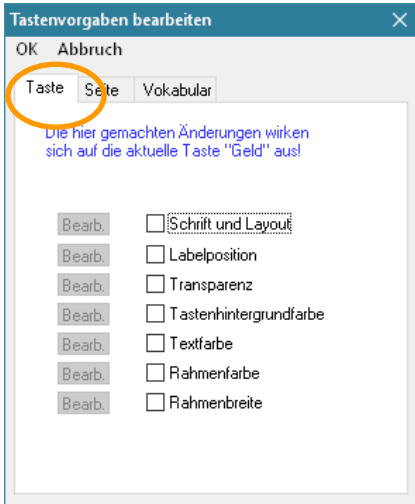 Tastenvorgaben bearbeiten
OK Abbruch
Taste Seite Vokabular
Die hier gemachten Änderungen wirken
sich auf die aktuelle Taste "Geld" aus!
Bearb. Schrift und Layout
Bearb. Labelposition
Bearb. Transparenz
Bearb. Tastenhintergrundfarbe
Bearb. Textfarbe
Bearb. Rahmenfarbe
Bearb. Rahmenbreite